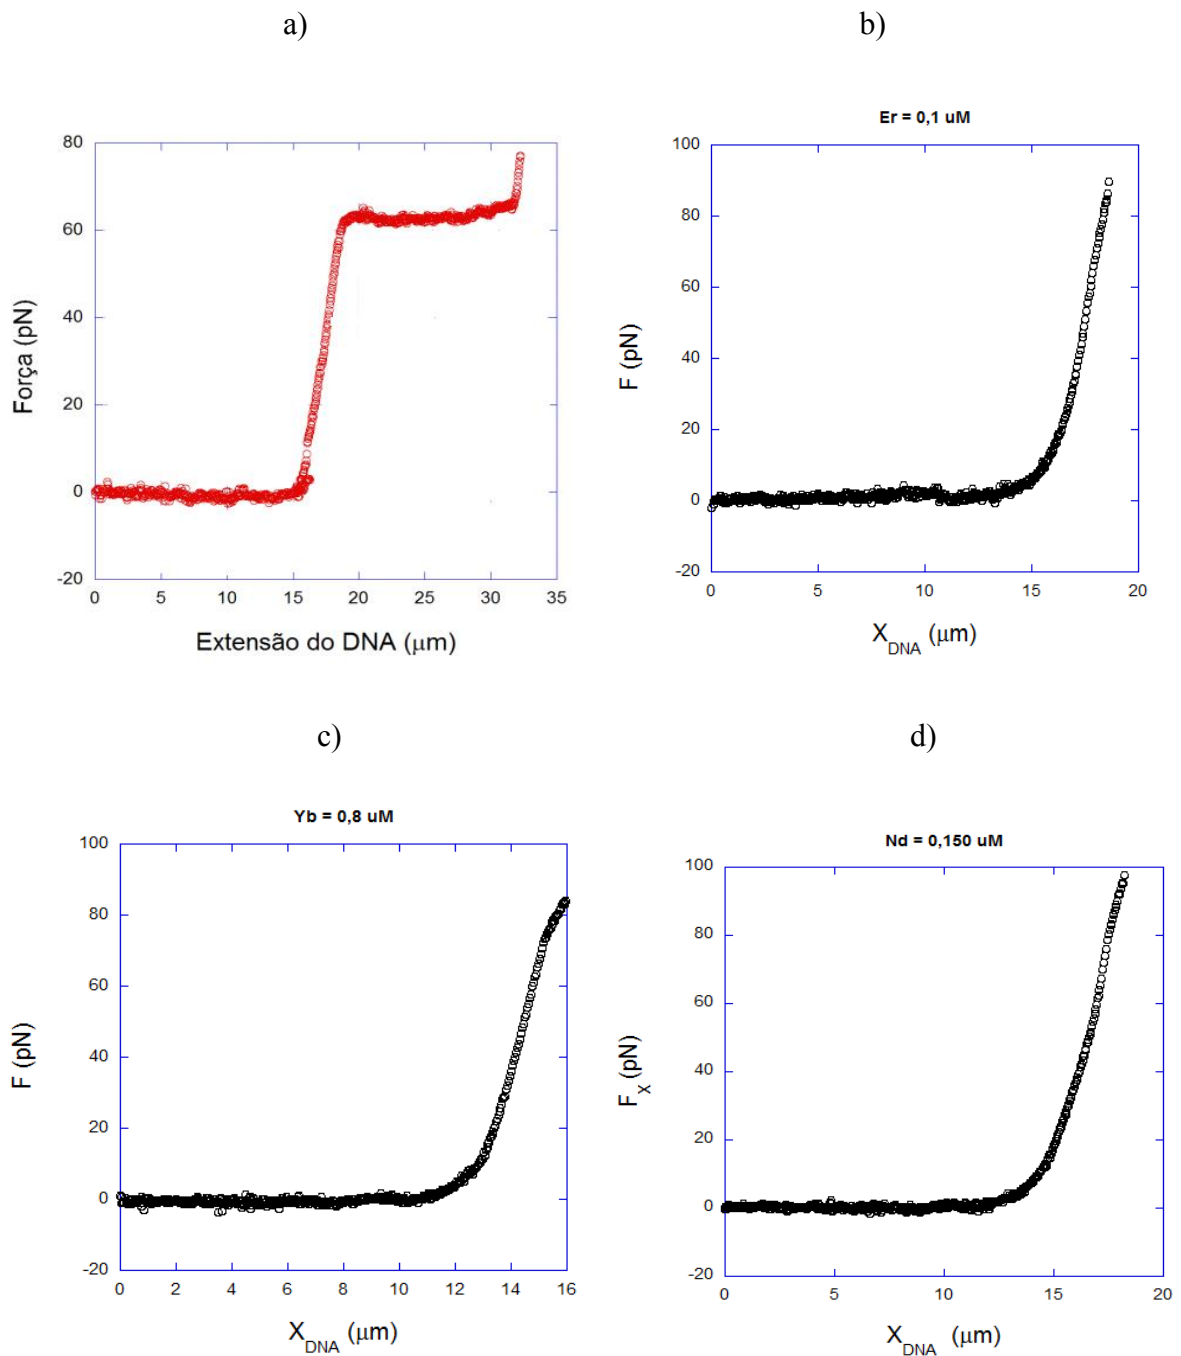 a)
80
60
40
20
0
-20
Força (pN)
0 5 10 15 20 25 30 35
Extensão do DNA (μm)
b)
Er = 0,1 uM
100
80
60
40
20
0
-20
F (pN)
0 5 10 15 20
X_DNA (μm)
c)
Yb = 0,8 uM
100
80
60
40
20
0
-20
F (pN)
0 2 4 6 8 10 12 14 16
X_DNA (μm)
d)
Nd = 0,150 uM
100
80
60
40
20
0
-20
F_X (pN)
0 5 10 15 20
X_DNA (μm)